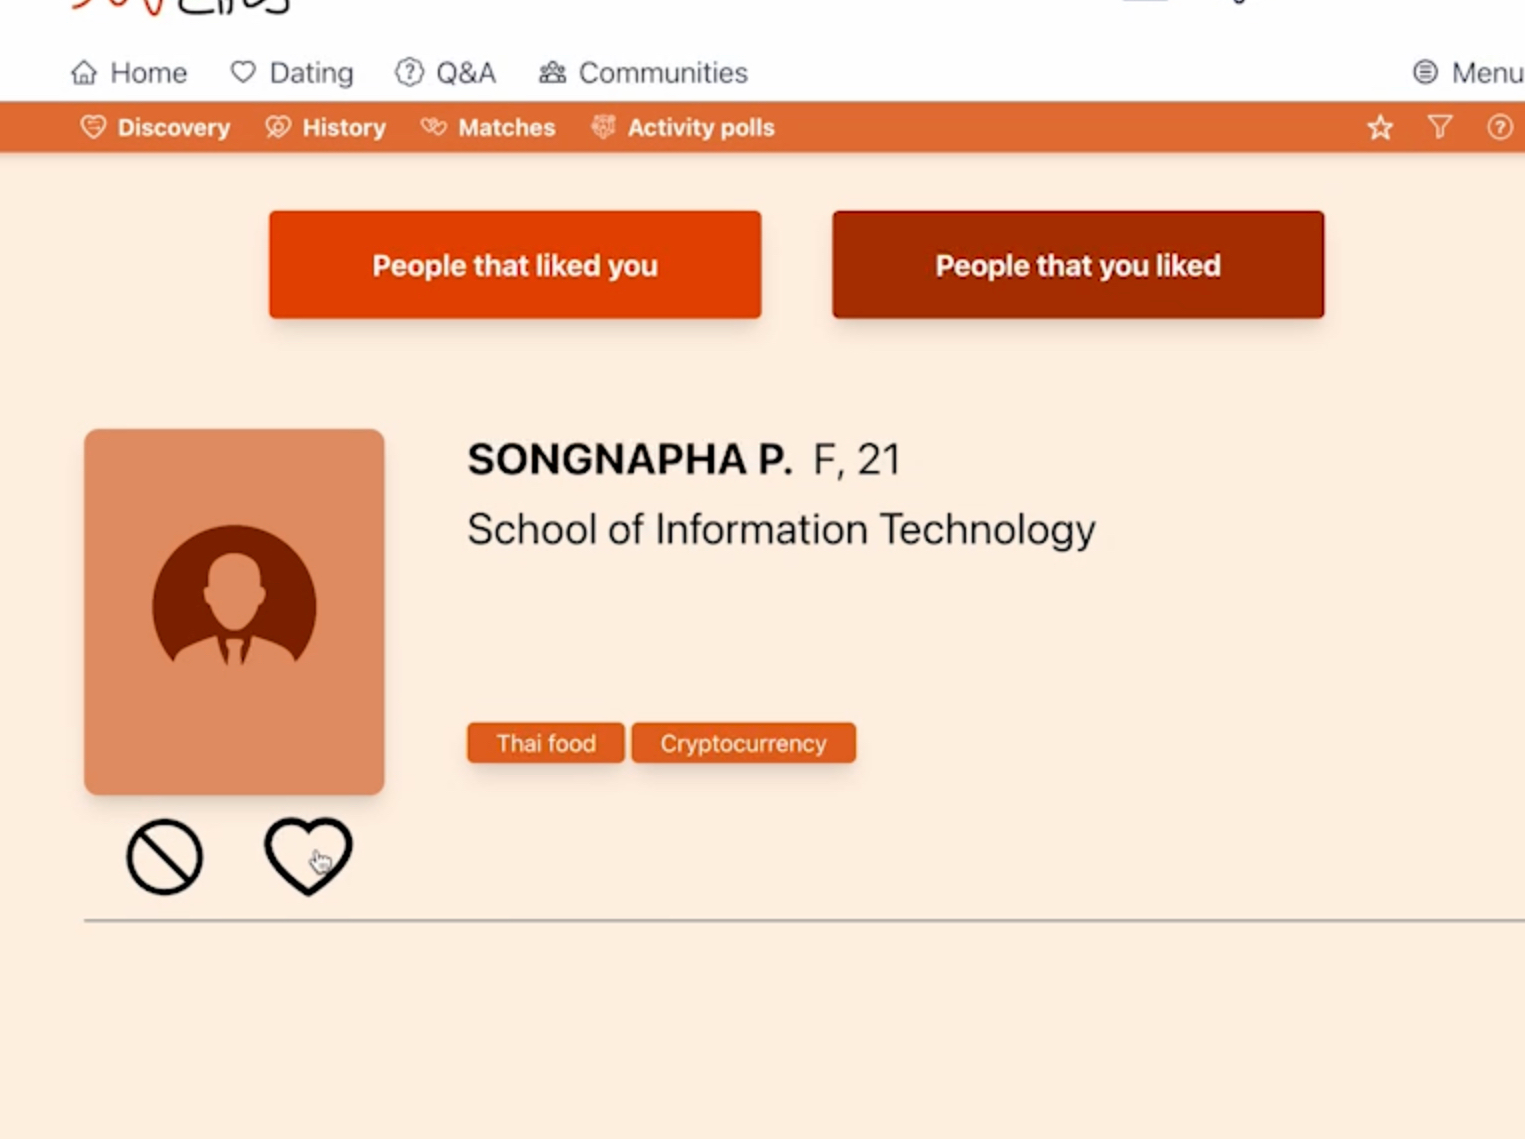 Home Dating Q&A Communities Menu
Discovery History Matches Activity polls
People that liked you People that you liked
SONGNAPHA P. F, 21
School of Information Technology
Thai food Cryptocurrency